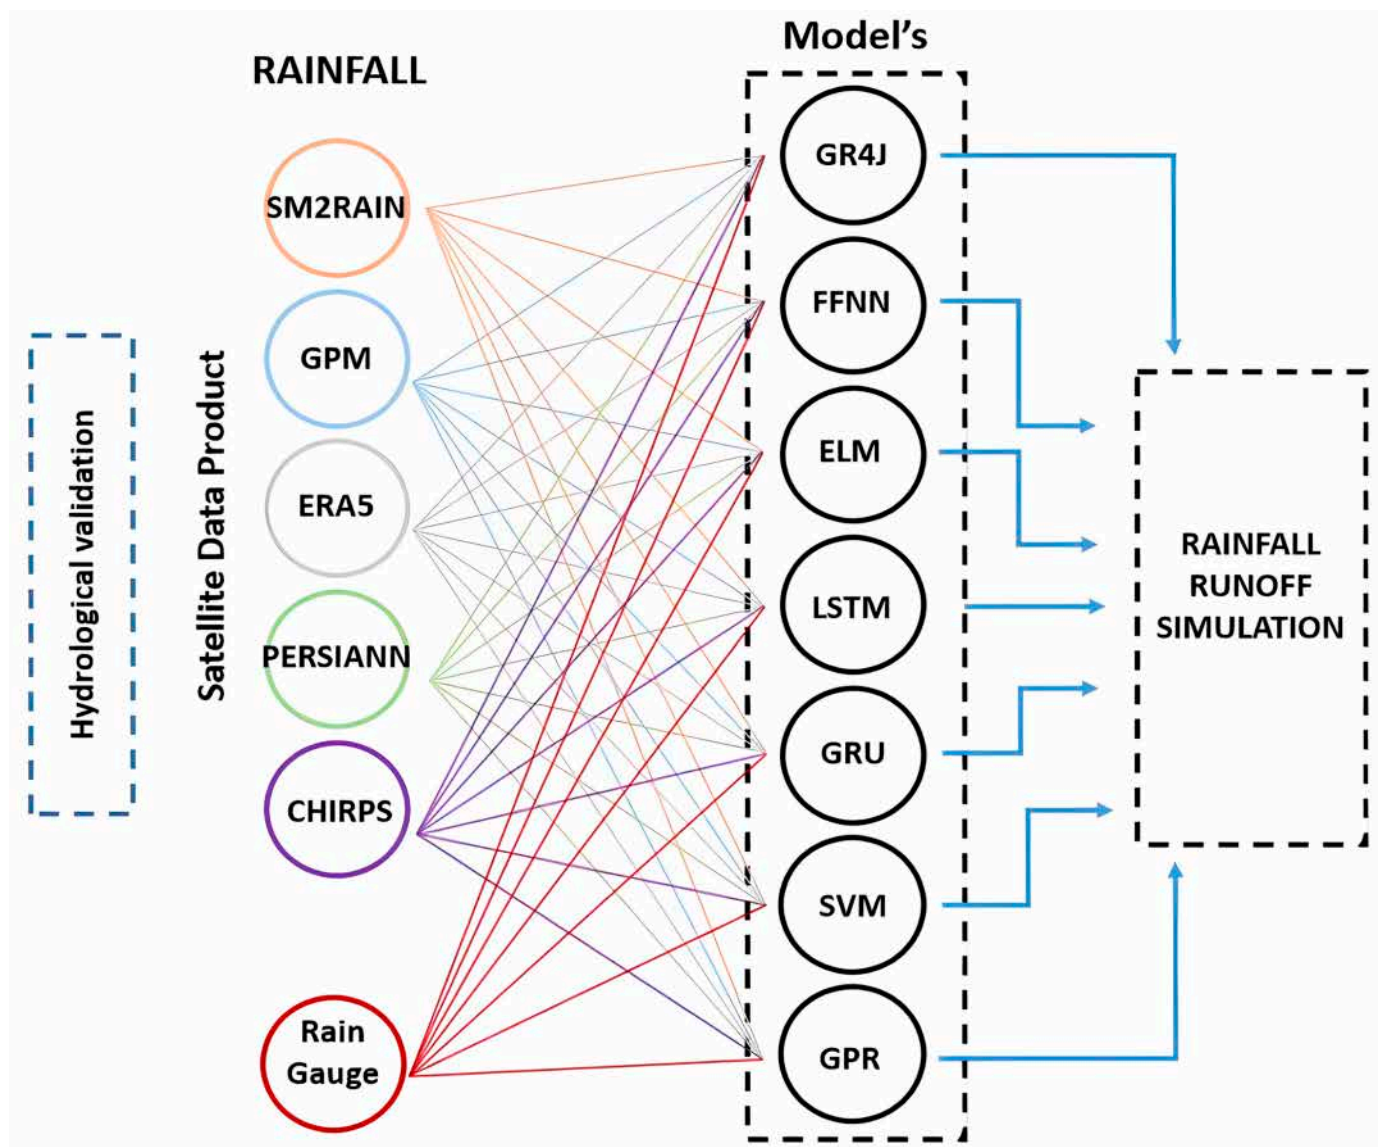 Model's
RAINFALL
SM2RAIN
GPM
ERA5
PERSIANN
CHIRPS
Rain
Gauge
Hydrological validation
Satellite Data Product
GR4J
FFNN
ELM
LSTM
GRU
SVM
GPR
RAINFALL
RUNOFF
SIMULATION